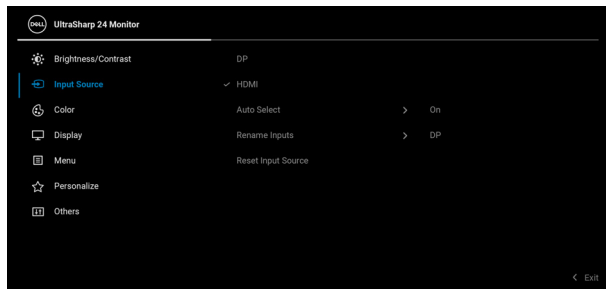 DELL UltraSharp 24 Monitor
Brightness/Contrast DP
Input Source ✓ HDMI
Color Auto Select > On
Display Rename Inputs > DP
Menu Reset Input Source
Personalize
Others
< Exit